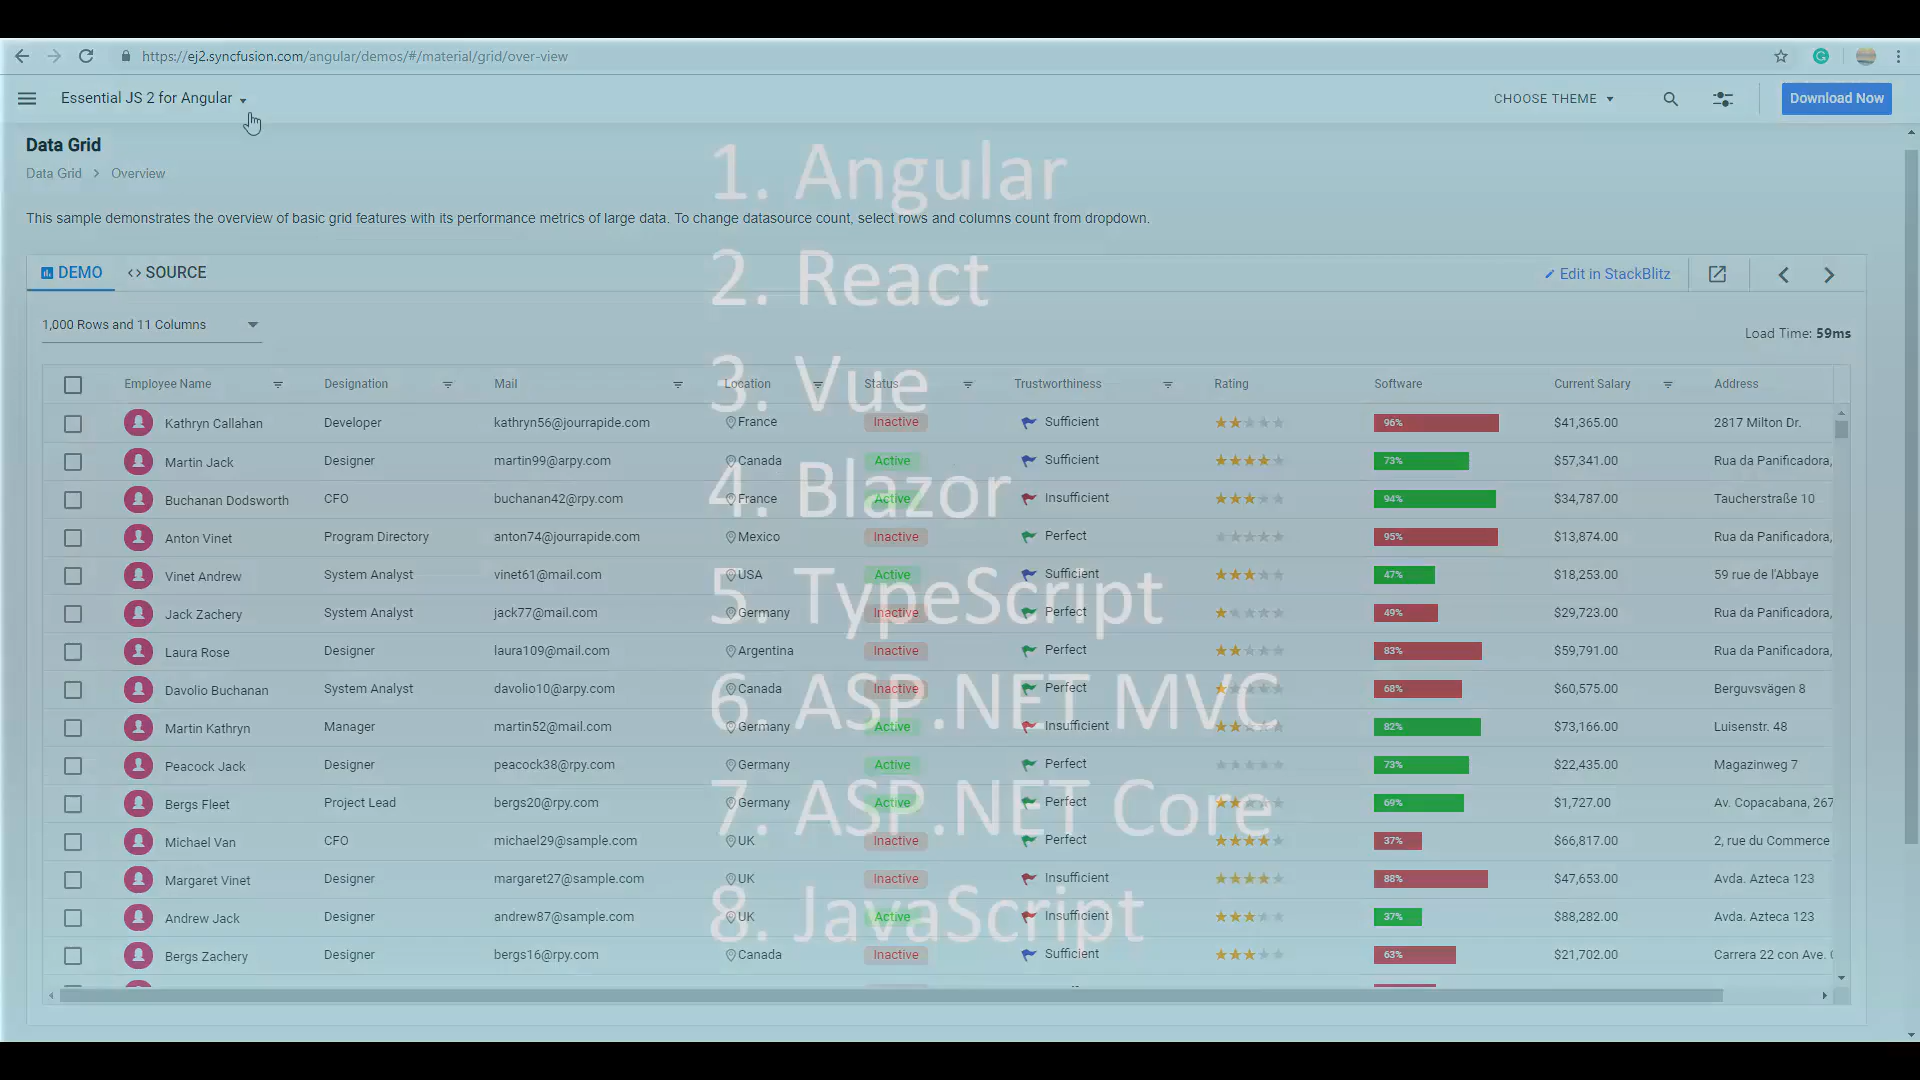 https://ej2.syncfusion.com/angular/demos/#/material/grid/over-view
Essential JS 2 for Angular
CHOOSE THEME
Download Now
Data Grid
Data Grid > Overview
This sample demonstrates the overview of basic grid features with its performance metrics of large data. To change datasource count, select rows and columns count from dropdown.
1. Angular
2. React
3. Vue
4. Blazor
5. TypeScript
6. ASP.NET MVC
7. ASP.NET Core
8. JavaScript
DEMO <> SOURCE
Edit in StackBlitz
1,000 Rows and 11 Columns
Load Time: 59ms
Employee Name Designation Mail Location Status Trustworthiness Rating Software Current Salary Address
Kathryn Callahan Developer kathryn56@jourrapide.com France Inactive Sufficient 96% $41,365.00 2817 Milton Dr.
Martin Jack Designer martin99@arpy.com Canada Active Sufficient 73% $57,341.00 Rua da Panificadora,
Buchanan Dodsworth CFO buchanan42@rpy.com France Active Insufficient 94% $34,787.00 Taucherstraße 10
Anton Vinet Program Directory anton74@jourrapide.com Mexico Inactive Perfect 95% $13,874.00 Rua da Panificadora,
Vinet Andrew System Analyst vinet61@mail.com USA Active Sufficient 47% $18,253.00 59 rue de l'Abbaye
Jack Zachery System Analyst jack77@mail.com Germany Inactive Perfect 49% $29,723.00 Rua da Panificadora,
Laura Rose Designer laura109@mail.com Argentina Inactive Perfect 83% $59,791.00 Rua da Panificadora,
Davolio Buchanan System Analyst davolio10@arpy.com Canada Inactive Perfect 68% $60,575.00 Berguvsvägen 8
Martin Kathryn Manager martin52@mail.com Germany Active Insufficient 82% $73,166.00 Luisenstr. 48
Peacock Jack Designer peacock38@rpy.com Germany Active Perfect 73% $22,435.00 Magazinweg 7
Bergs Fleet Project Lead bergs20@rpy.com Germany Active Perfect 69% $1,727.00 Av. Copacabana, 267
Michael Van CFO michael29@sample.com UK Inactive Perfect 37% $66,817.00 2, rue du Commerce
Margaret Vinet Designer margaret27@sample.com UK Inactive Insufficient 88% $47,653.00 Avda. Azteca 123
Andrew Jack Designer andrew87@sample.com UK Active Insufficient 37% $88,282.00 Avda. Azteca 123
Bergs Zachery Designer bergs16@rpy.com Canada Inactive Sufficient 63% $21,702.00 Carrera 22 con Ave.